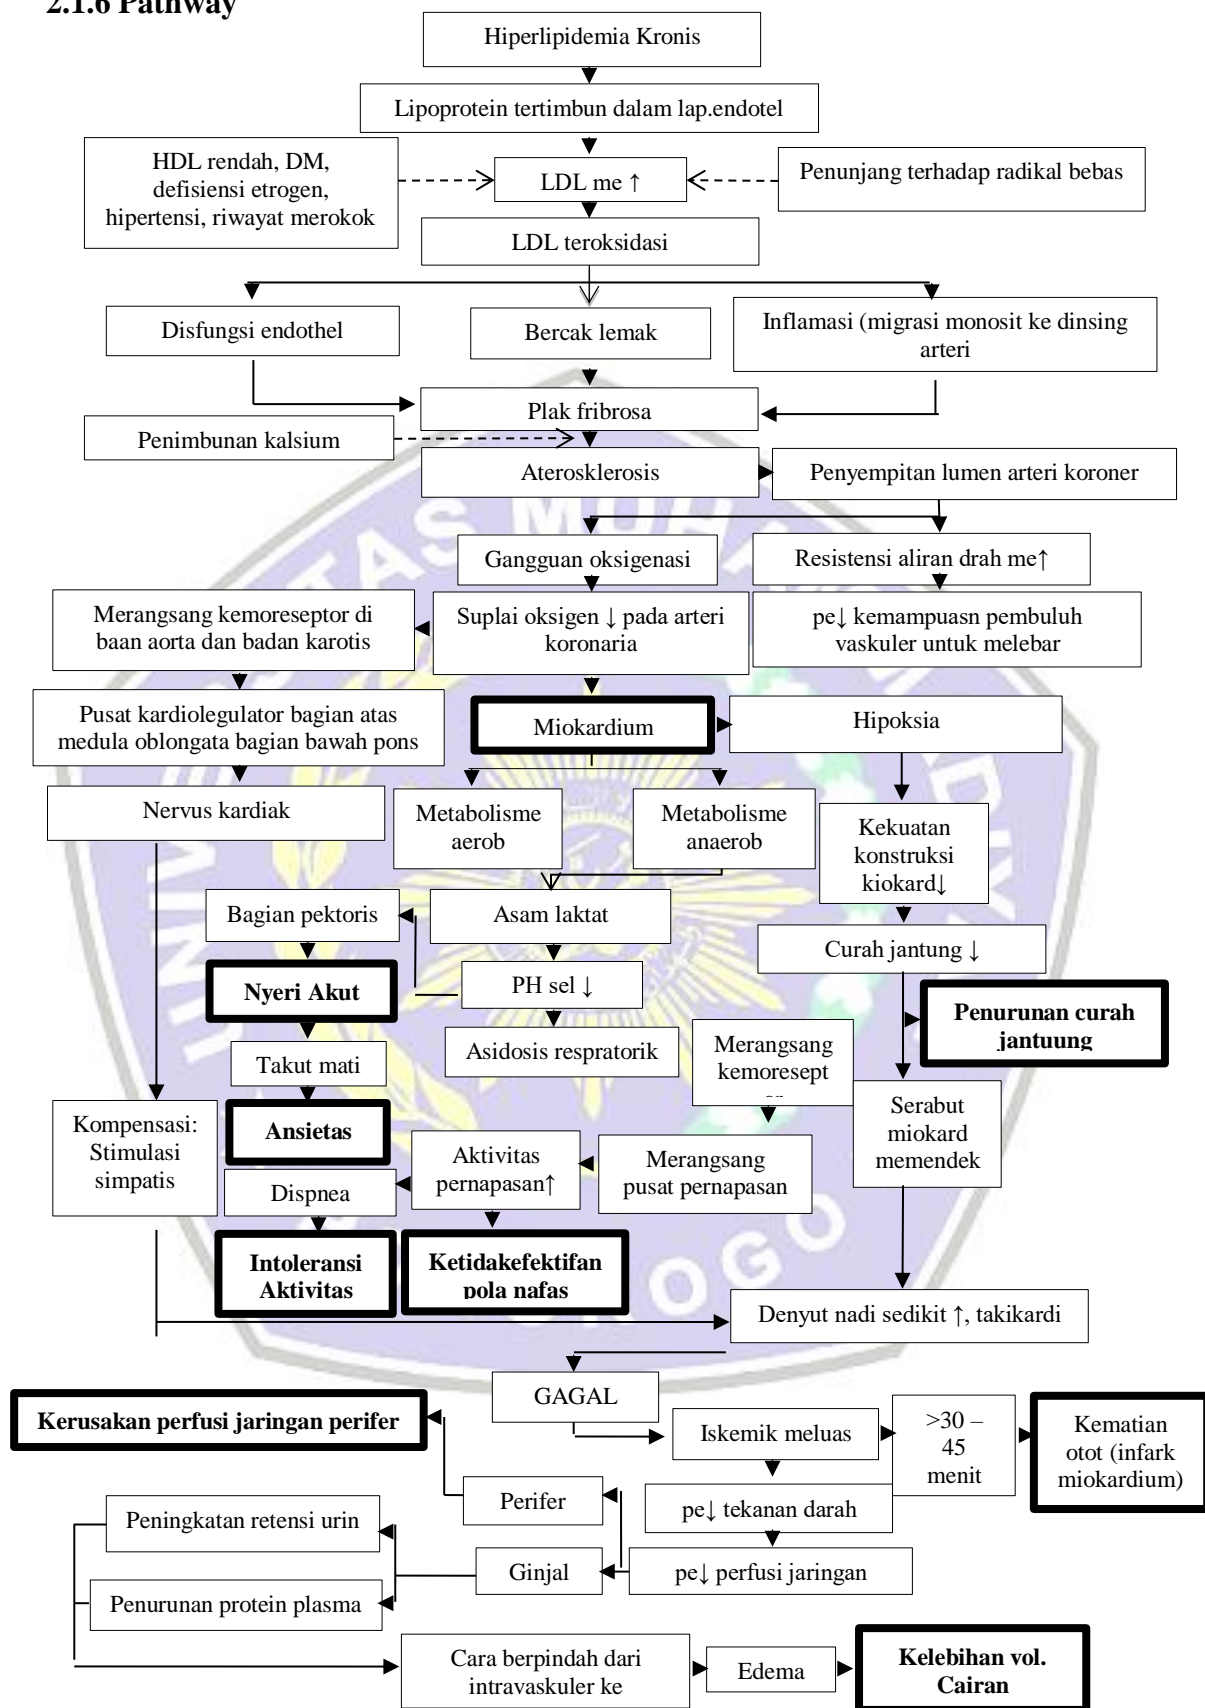 2.1.6 Pathway
Hiperlipidemia Kronis
Lipoprotein tertimbun dalam lap.endotel
HDL rendah, DM,
defisiensi etrogen,
hipertensi, riwayat merokok
LDL me ↑
Penunjang terhadap radikal bebas
LDL teroksidasi
Disfungsi endothel
Bercak lemak
Inflamasi (migrasi monosit ke dinsing
arteri
Plak fribrosa
Penimbunan kalsium
Aterosklerosis
Penyempitan lumen arteri koroner
Gangguan oksigenasi
Resistensi aliran drah me↑
Merangsang kemoreseptor di
baan aorta dan badan karotis
Suplai oksigen ↓ pada arteri
koronaria
pe↓ kemampuasn pembuluh
vaskuler untuk melebar
Pusat kardiolegulator bagian atas
medula oblongata bagian bawah pons
Miokardium
Hipoksia
Nervus kardiak
Metabolisme
aerob
Metabolisme
anaerob
Kekuatan
konstruksi
kiokard↓
Bagian pektoris
Asam laktat
Curah jantung ↓
Nyeri Akut
PH sel ↓
Penurunan curah
jantuung
Takut mati
Asidosis respratorik
Merangsang
kemoresept
Kompensasi:
Stimulasi
simpatis
Ansietas
Aktivitas
pernapasan↑
Merangsang
pusat pernapasan
Serabut
miokard
memendek
Dispnea
Intoleransi
Aktivitas
Ketidakefektifan
pola nafas
Denyut nadi sedikit ↑, takikardi
GAGAL
Kerusakan perfusi jaringan perifer
Iskemik meluas
>30 –
45
menit
Kematian
otot (infark
miokardium)
Perifer
pe↓ tekanan darah
Peningkatan retensi urin
Ginjal
pe↓ perfusi jaringan
Penurunan protein plasma
Cara berpindah dari
intravaskuler ke
Edema
Kelebihan vol.
Cairan